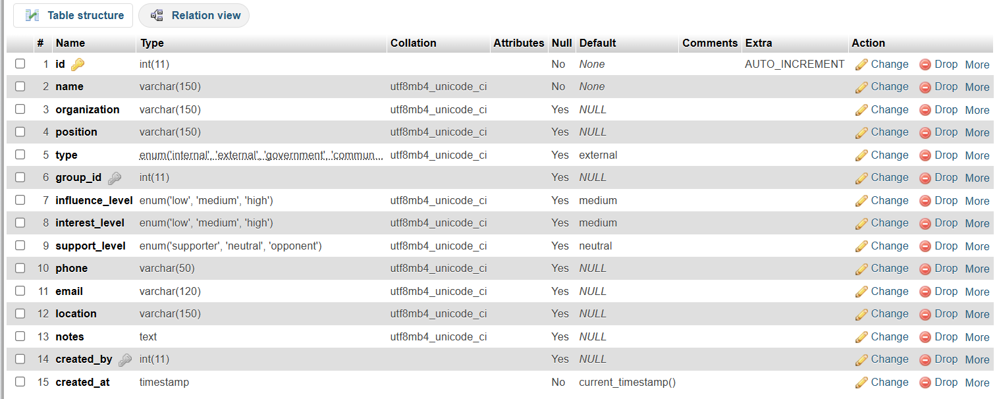 Table structure Relation view
# Name Type Collation Attributes Null Default Comments Extra Action
1 id int(11) No None AUTO_INCREMENT Change Drop More
2 name varchar(150) utf8mb4_unicode_ci No None Change Drop More
3 organization varchar(150) utf8mb4_unicode_ci Yes NULL Change Drop More
4 position varchar(150) utf8mb4_unicode_ci Yes NULL Change Drop More
5 type enum('internal', 'external', 'government', 'commun... utf8mb4_unicode_ci Yes external Change Drop More
6 group_id int(11) Yes NULL Change Drop More
7 influence_level enum('low', 'medium', 'high') utf8mb4_unicode_ci Yes medium Change Drop More
8 interest_level enum('low', 'medium', 'high') utf8mb4_unicode_ci Yes medium Change Drop More
9 support_level enum('supporter', 'neutral', 'opponent') utf8mb4_unicode_ci Yes neutral Change Drop More
10 phone varchar(50) utf8mb4_unicode_ci Yes NULL Change Drop More
11 email varchar(120) utf8mb4_unicode_ci Yes NULL Change Drop More
12 location varchar(150) utf8mb4_unicode_ci Yes NULL Change Drop More
13 notes text utf8mb4_unicode_ci Yes NULL Change Drop More
14 created_by int(11) Yes NULL Change Drop More
15 created_at timestamp No current_timestamp() Change Drop More